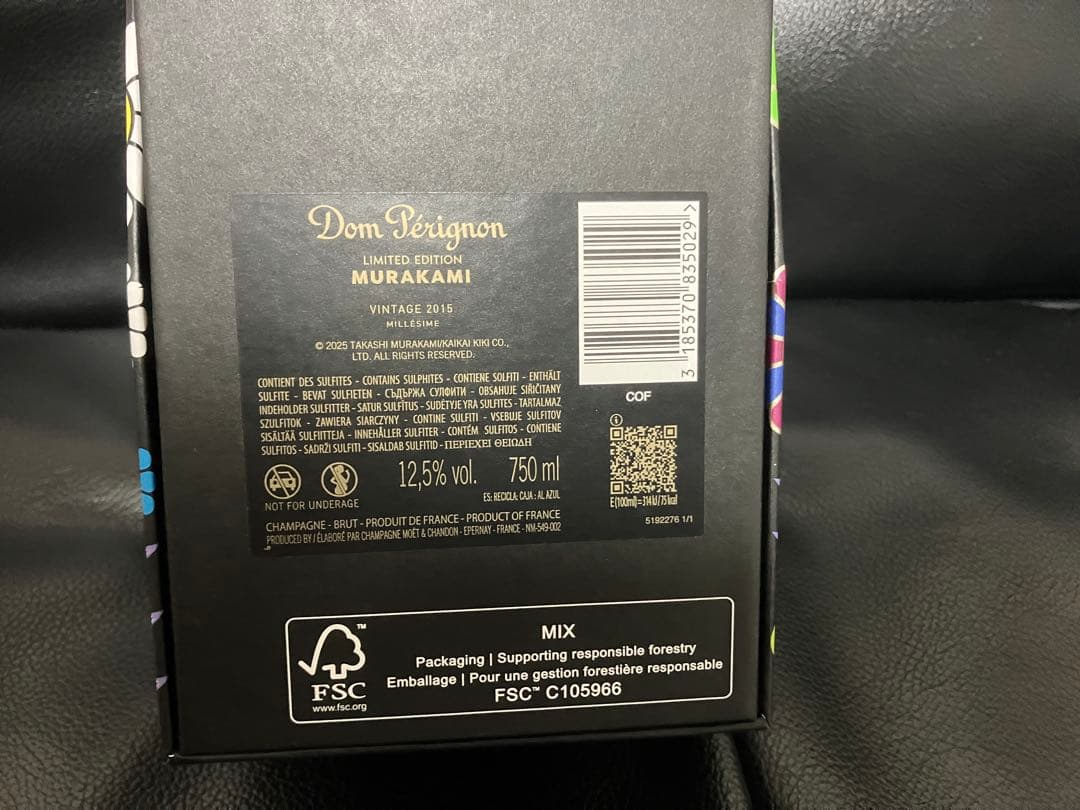 Dom Pérignon
LIMITED EDITION
MURAKAMI
VINTAGE 2015
MILLÉSIME
© 2025 TAKASHI MURAKAMI/KAIKAI KIKI CO.,
LTD. ALL RIGHTS RESERVED.
CONTIENT DES SULFITES - CONTAINS SULPHITES - CONTIENE SOLFITI - ENTHÄLT
SULFITE - BEVAT SULFIETEN - СЪДЪРЖА СУЛФИТИ - OBSAHUJE SIŘIČITANY
INDEHOLDER SULFITTER - SATUR SULFĪTUS - SUDĖTYJE YRA SULFITES - TARTALMAZ
SZULFITOK - ZAWIERA SIARCZYNY - CONTINE SULFITI - VSEBUJE SULFITOV
SISÄLTÄÄ SULFIITTEJA - INNEHÅLLER SULFITER - CONTÉM SULFITOS - CONTIENE
SULFITOS - SADRŽI SULFITI - SISALDAB SULFITID - ΠΕΡΙΕΧΕΙ ΘΕΙΩΔΗ
12,5% vol. 750 ml
ES: RECICLA: CAJA : AL AZUL
NOT FOR UNDERAGE
CHAMPAGNE - BRUT - PRODUIT DE FRANCE - PRODUCT OF FRANCE
PRODUCED BY / ÉLABORÉ PAR CHAMPAGNE MOËT & CHANDON - EPERNAY - FRANCE - NM-549-002
3 185370 835029 >
COF
E(100ml)=314kJ/75kcal
5192276 1/1
FSC™
www.fsc.org
MIX
Packaging | Supporting responsible forestry
Emballage | Pour une gestion forestière responsable
FSC™ C105966